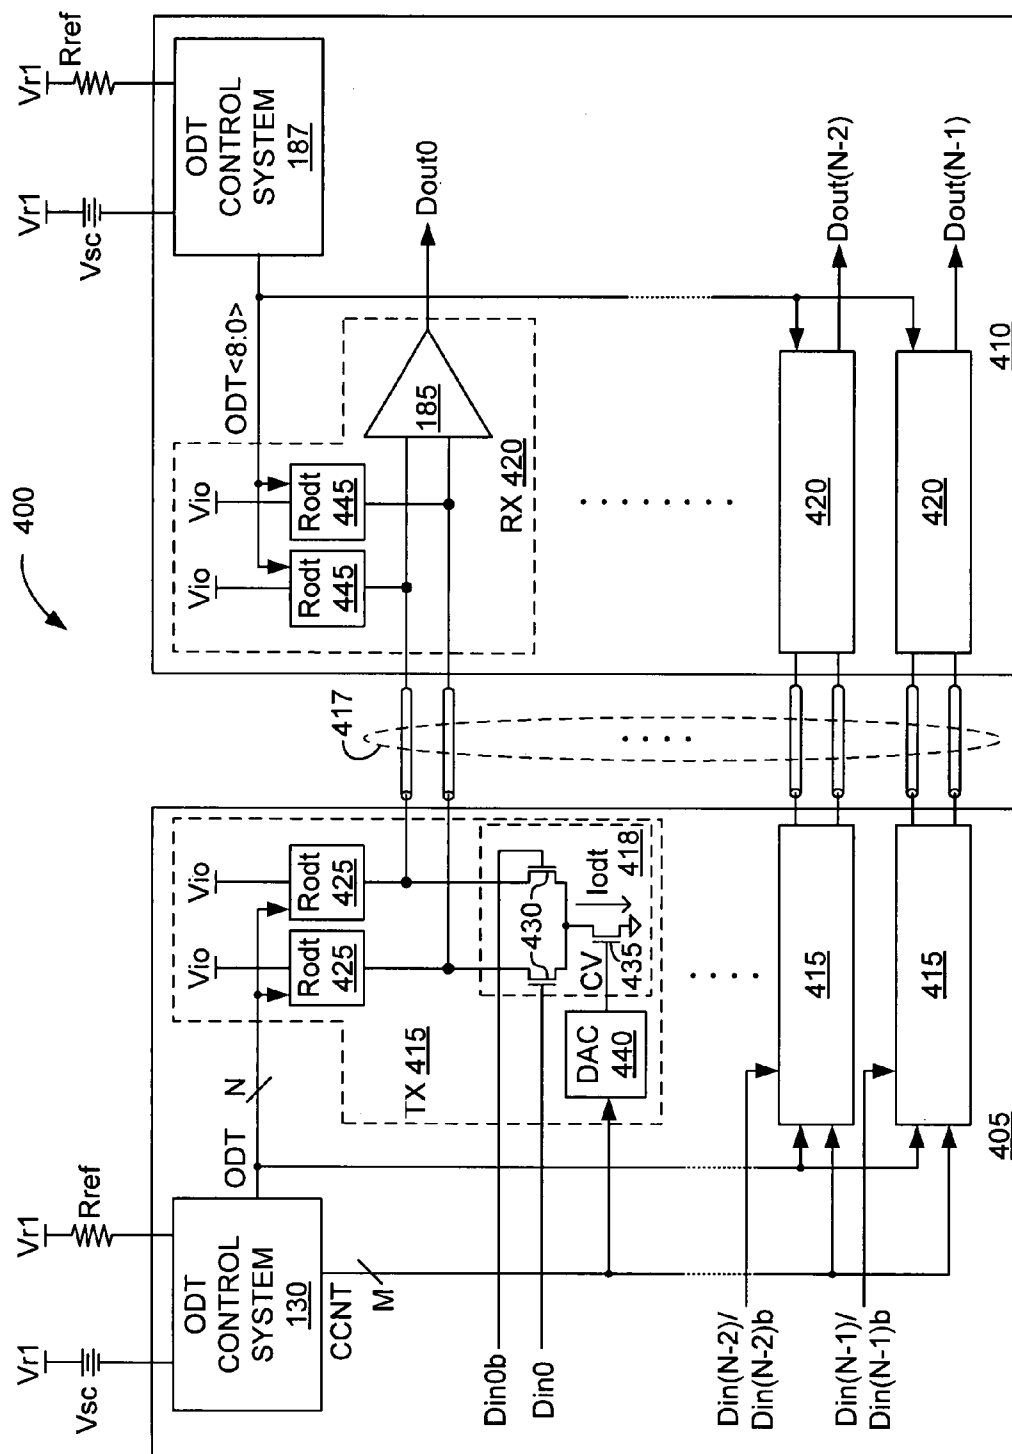 400
Vr1
Vsc
Vr1
Rref
ODT
CONTROL
SYSTEM
130
ODT
N
CCNT
M
Vio
Vio
Rodt
425
Rodt
425
TX 415
430
Iodt
418
CV
435
DAC
440
Din0b
Din0
. . . .
415
415
Din(N-2)/
Din(N-2)b
Din(N-1)/
Din(N-1)b
405
417
. . . .
Vr1
Vsc
Vr1
Rref
ODT
CONTROL
SYSTEM
187
ODT<8:0>
Vio
Vio
Rodt
445
Rodt
445
185
RX 420
Dout0
. . . . . . . .
420
420
Dout(N-2)
Dout(N-1)
410